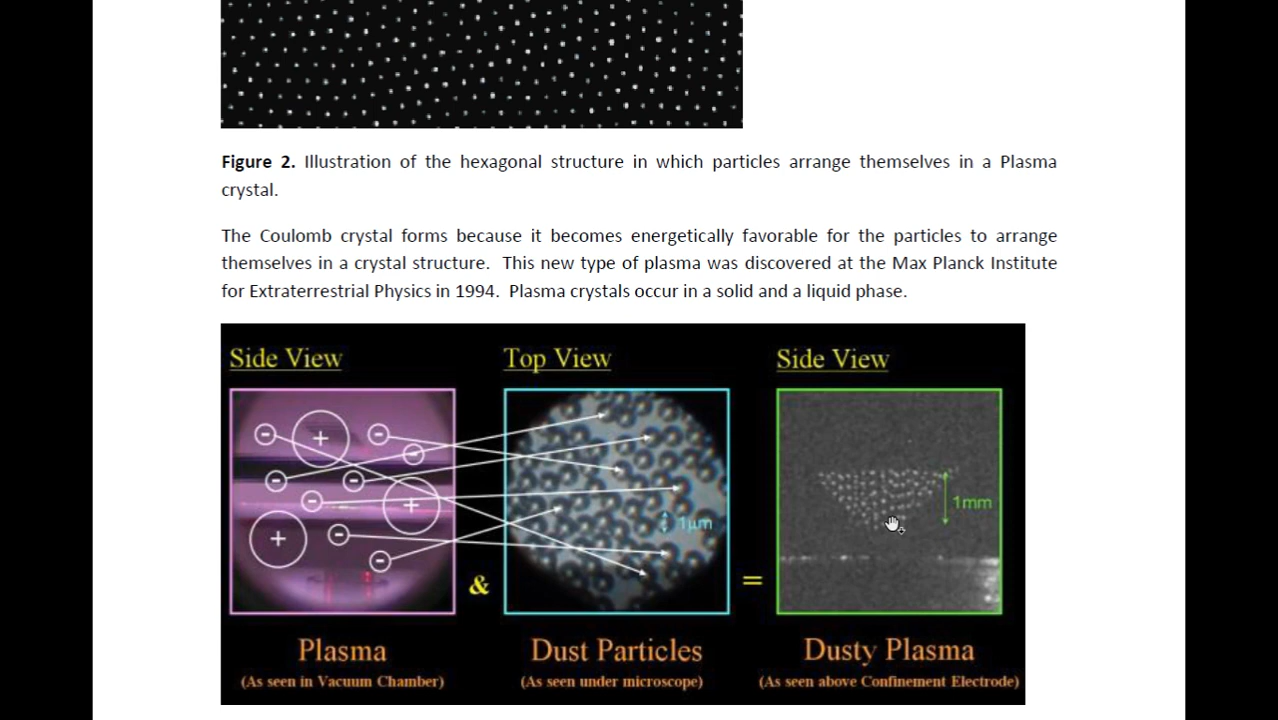 Figure 2. Illustration of the hexagonal structure in which particles arrange themselves in a Plasma
crystal.
The Coulomb crystal forms because it becomes energetically favorable for the particles to arrange
themselves in a crystal structure. This new type of plasma was discovered at the Max Planck Institute
for Extraterrestrial Physics in 1994. Plasma crystals occur in a solid and a liquid phase.
Side View
Top View
Side View
1μm
1mm
&
=
Plasma
Dust Particles
Dusty Plasma
(As seen in Vacuum Chamber)
(As seen under microscope)
(As seen above Confinement Electrode)